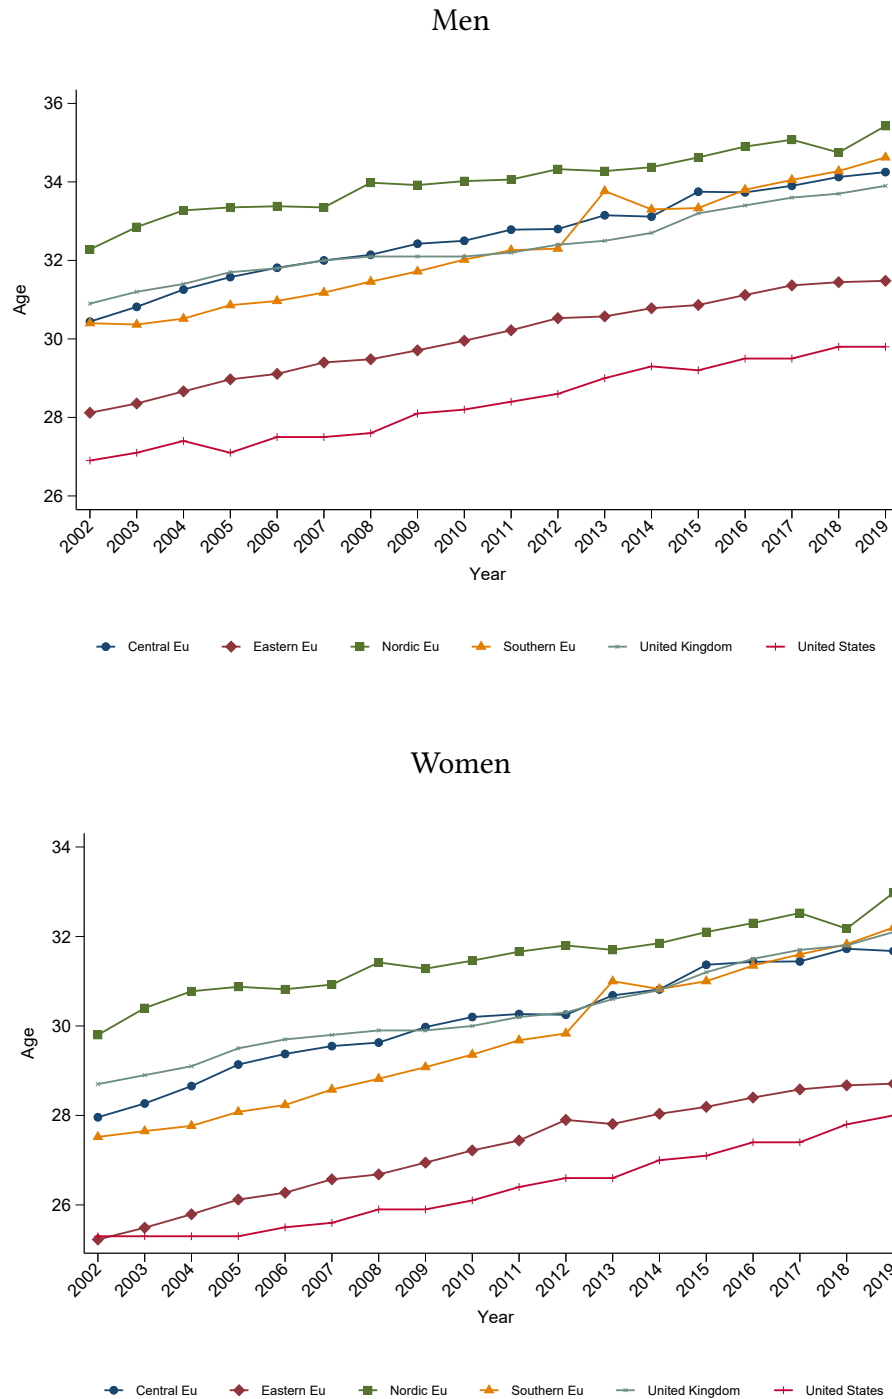 Men
36
34
32
30
28
26
Age
2002 2003 2004 2005 2006 2007 2008 2009 2010 2011 2012 2013 2014 2015 2016 2017 2018 2019
Year
Central Eu Eastern Eu Nordic Eu Southern Eu United Kingdom United States
Women
34
32
30
28
26
Age
2002 2003 2004 2005 2006 2007 2008 2009 2010 2011 2012 2013 2014 2015 2016 2017 2018 2019
Year
Central Eu Eastern Eu Nordic Eu Southern Eu United Kingdom United States